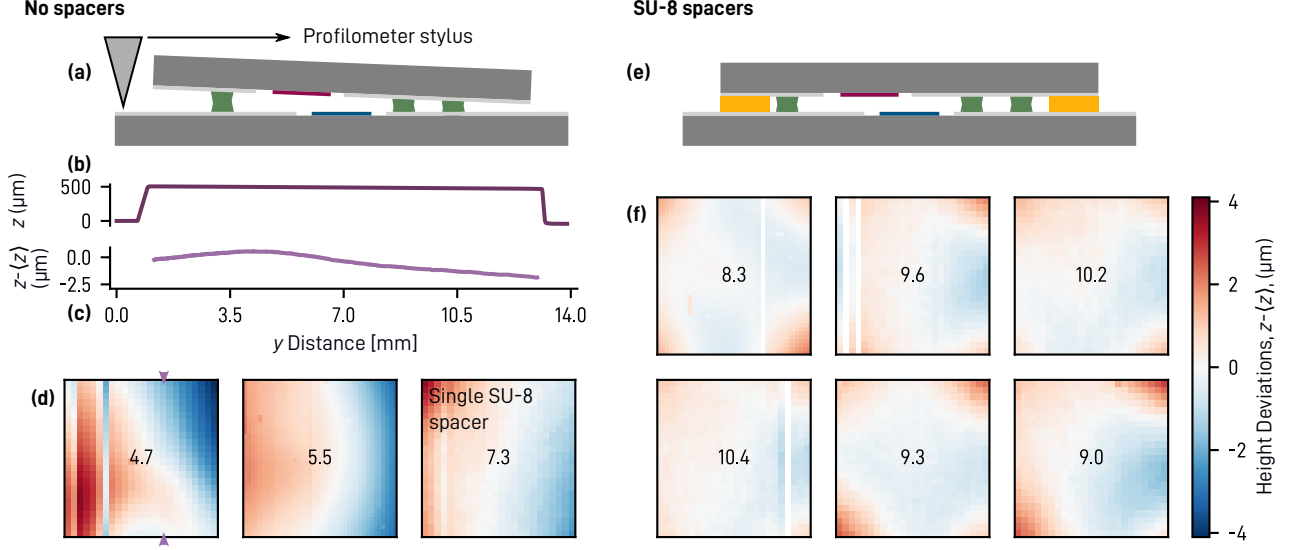 No spacers
SU-8 spacers
Profilometer stylus
(a)
(e)
(b)
z (µm)
500
0
z-⟨z⟩
(µm)
0.0
-2.5
(c)
0.0 3.5 7.0 10.5 14.0
y Distance [mm]
(d)
4.7
5.5
Single SU-8
spacer
7.3
(f)
8.3
9.6
10.2
10.4
9.3
9.0
4
2
0
-2
-4
Height Deviations, z-⟨z⟩, (µm)